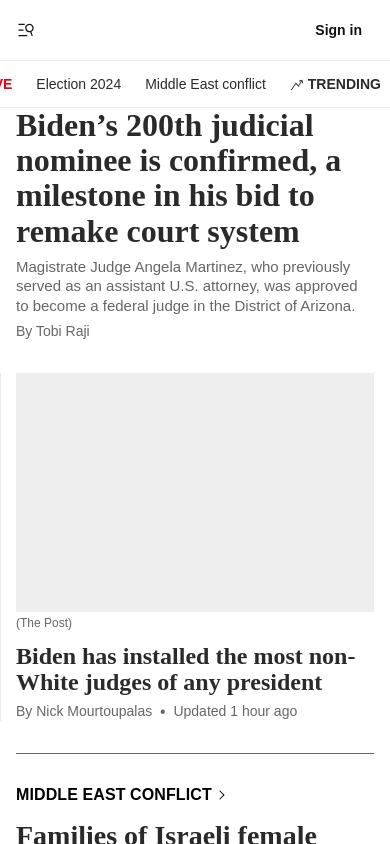 Sign in
VE Election 2024 Middle East conflict TRENDING
Biden’s 200th judicial
nominee is confirmed, a
milestone in his bid to
remake court system
Magistrate Judge Angela Martinez, who previously
served as an assistant U.S. attorney, was approved
to become a federal judge in the District of Arizona.
By Tobi Raji
(The Post)
Biden has installed the most non-
White judges of any president
By Nick Mourtoupalas • Updated 1 hour ago
MIDDLE EAST CONFLICT
Families of Israeli female